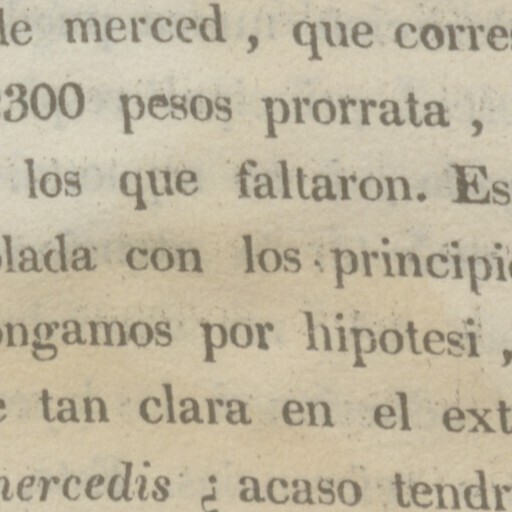 de merced, que corres
300 pesos prorrata,
los que faltaron. Es
lada con los principi
ongamos por hipotesi,
e tan clara en el ext
mercedis ¿ acaso tendr